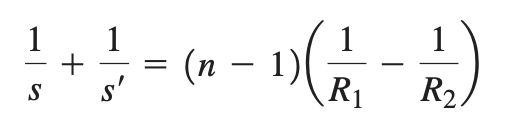 1/s + 1/s′ = (n − 1)(1/R₁ − 1/R₂)